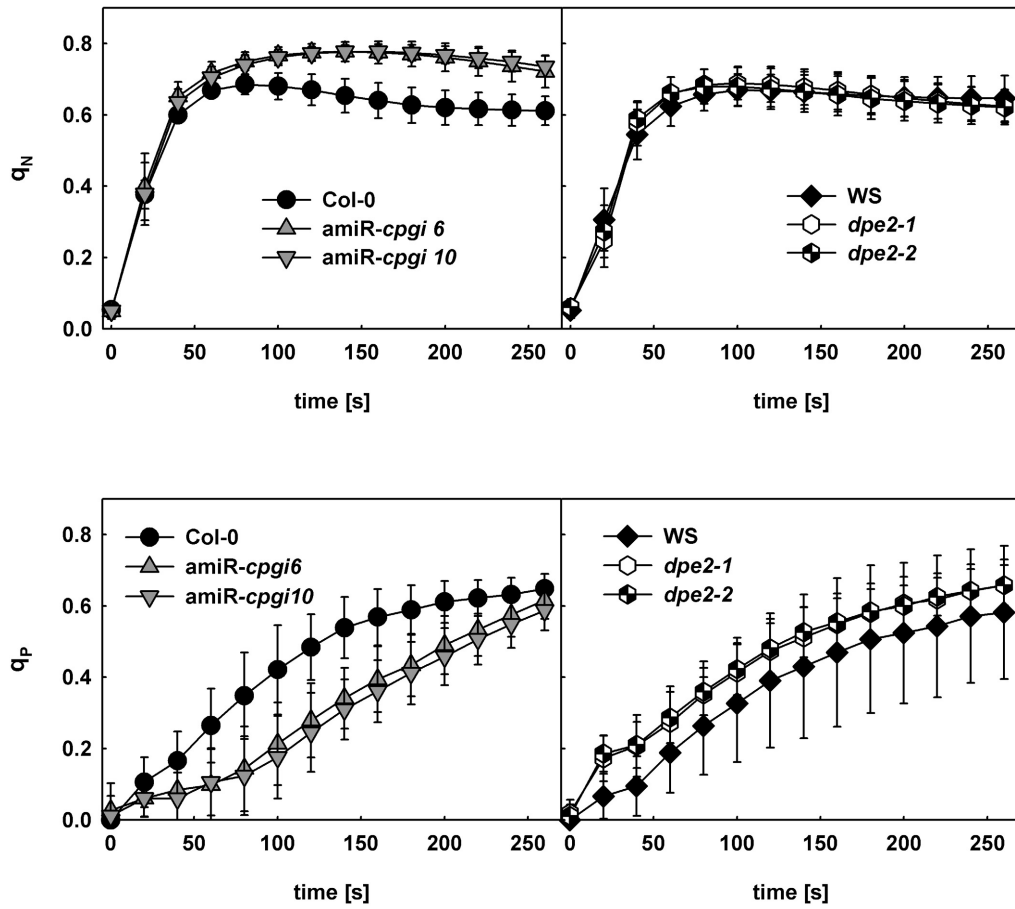 q_N
0.8
0.6
0.4
0.2
0.0
Col-0
amiR-cpgi 6
amiR-cpgi 10
WS
dpe2-1
dpe2-2
0 50 100 150 200 250
0 50 100 150 200 250
time [s]
time [s]
q_P
0.8
0.6
0.4
0.2
0.0
Col-0
amiR-cpgi6
amiR-cpgi10
WS
dpe2-1
dpe2-2
0 50 100 150 200 250
0 50 100 150 200 250
time [s]
time [s]